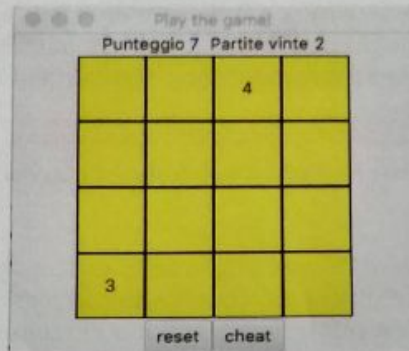 Play the game!
Punteggio 7 Partite vinte 2
4
3
reset cheat